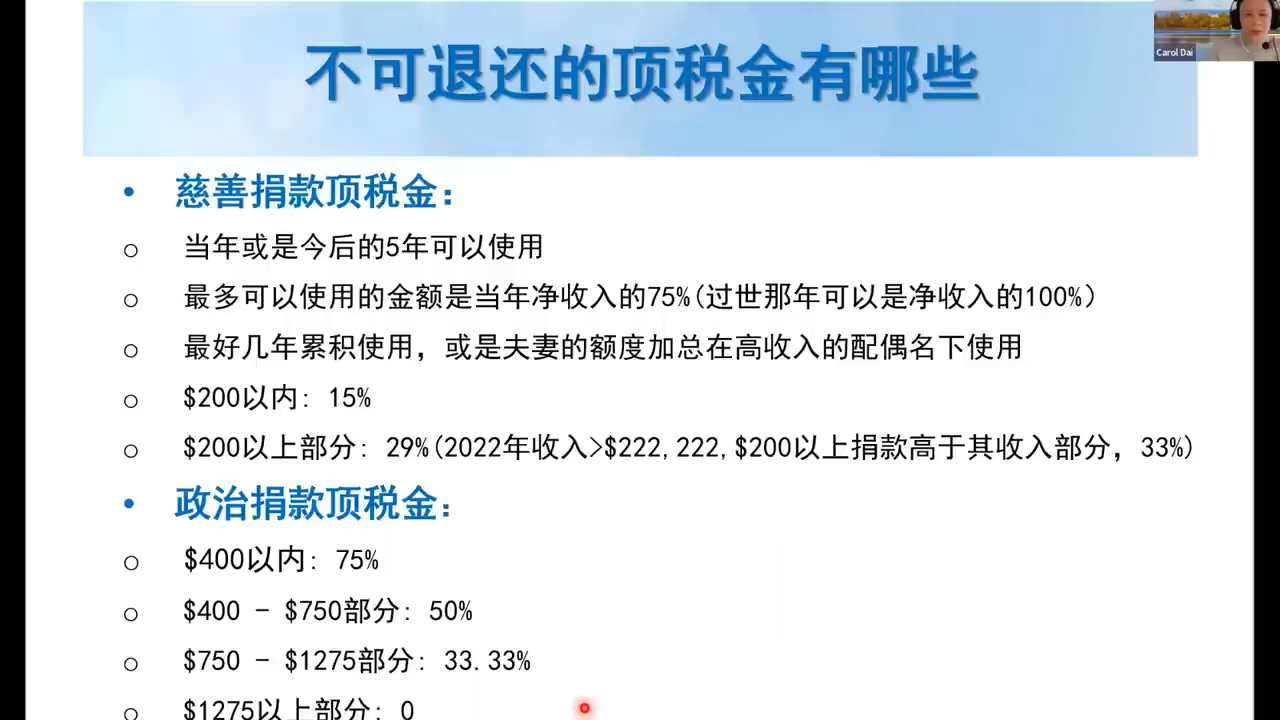 不可退还的顶税金有哪些
Carol Dai
• 慈善捐款顶税金：
o 当年或是今后的5年可以使用
o 最多可以使用的金额是当年净收入的75%(过世那年可以是净收入的100%）
o 最好几年累积使用，或是夫妻的额度加总在高收入的配偶名下使用
o $200以内: 15%
o $200以上部分: 29%(2022年收入>$222,222,$200以上捐款高于其收入部分，33%)
• 政治捐款顶税金：
o $400以内: 75%
o $400 - $750部分: 50%
o $750 - $1275部分: 33.33%
o $1275以上部分: 0